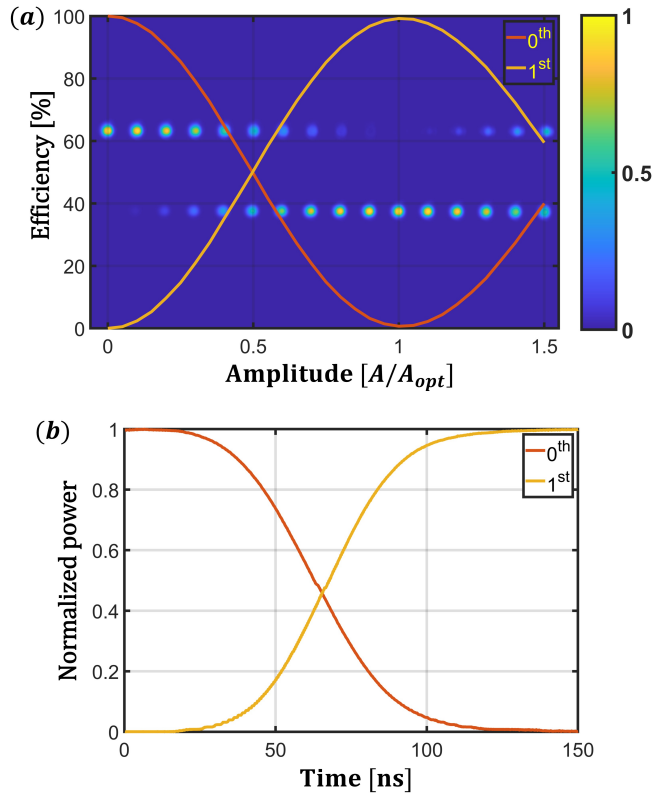 (a)
100
80
60
40
20
0
Efficiency [%]
0th
1st
0
0.5
1
1.5
Amplitude [A/Aopt]
1
0.5
0
(b)
1
0.8
0.6
0.4
0.2
0
Normalized power
0th
1st
0
50
100
150
Time [ns]